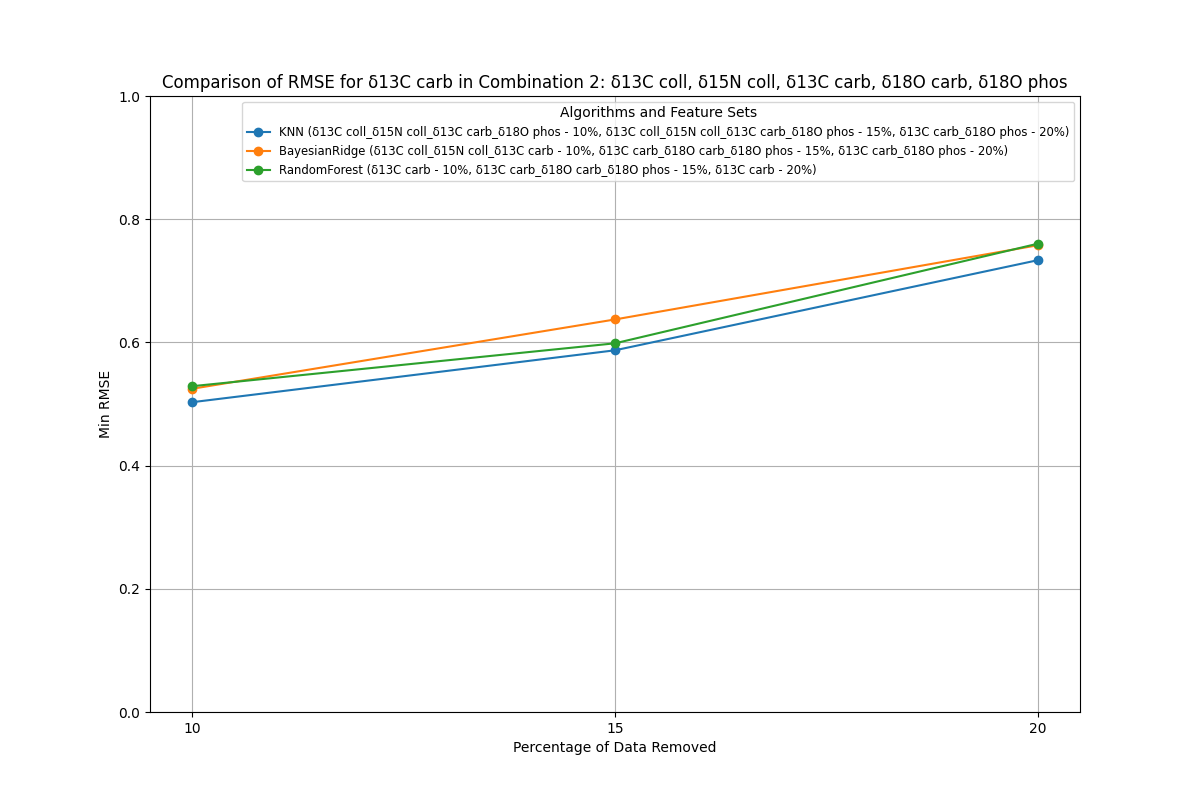 Comparison of RMSE for δ13C carb in Combination 2: δ13C coll, δ15N coll, δ13C carb, δ18O carb, δ18O phos
1.0
Algorithms and Feature Sets
KNN (δ13C coll_δ15N coll_δ13C carb_δ18O phos - 10%, δ13C coll_δ15N coll_δ13C carb_δ18O phos - 15%, δ13C carb_δ18O phos - 20%)
BayesianRidge (δ13C coll_δ15N coll_δ13C carb - 10%, δ13C carb_δ18O carb_δ18O phos - 15%, δ13C carb_δ18O phos - 20%)
RandomForest (δ13C carb - 10%, δ13C carb_δ18O carb_δ18O phos - 15%, δ13C carb - 20%)
0.8
0.6
Min RMSE
0.4
0.2
0.0
10 15 20
Percentage of Data Removed